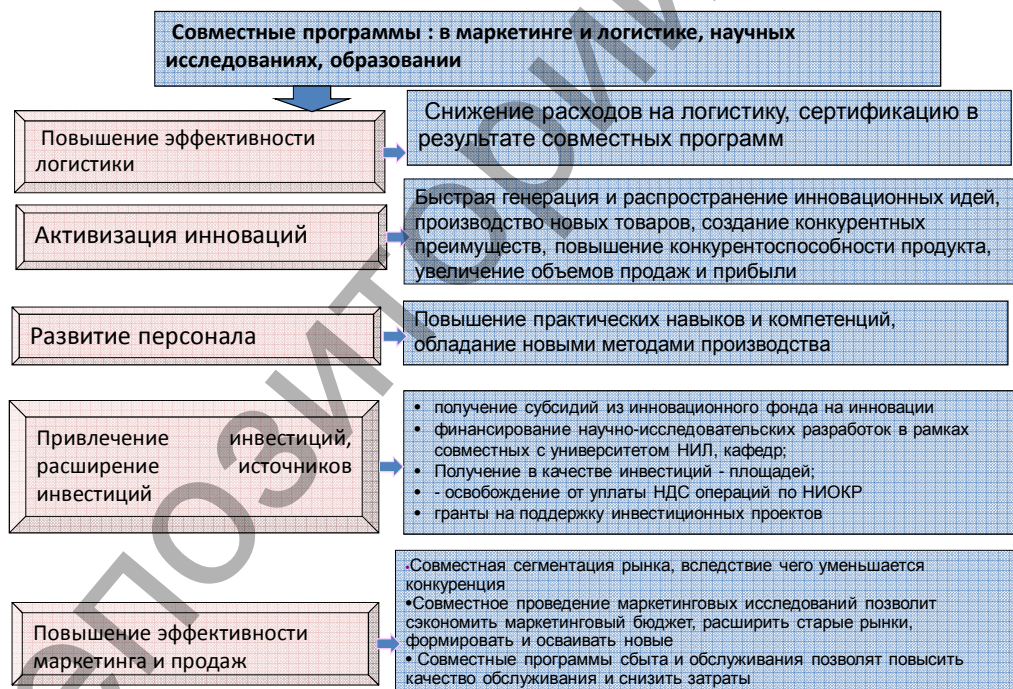 Совместные программы : в маркетинге и логистике, научных
исследованиях, образовании
Повышение эффективности
логистики
Снижение расходов на логистику, сертификацию в
результате совместных программ
Активизация инноваций
Быстрая генерация и распространение инновационных идей,
производство новых товаров, создание конкурентных
преимуществ, повышение конкурентоспособности продукта,
увеличение объемов продаж и прибыли
Развитие персонала
Повышение практических навыков и компетенций,
обладание новыми методами производства
Привлечение инвестиций,
расширение источников
инвестиций
• получение субсидий из инновационного фонда на инновации
• финансирование научно-исследовательских разработок в рамках
совместных с университетом НИЛ, кафедр;
• Получение в качестве инвестиций - площадей;
• - освобождение от уплаты НДС операций по НИОКР
• гранты на поддержку инвестиционных проектов
Повышение эффективности
маркетинга и продаж
•Совместная сегментация рынка, вследствие чего уменьшается
конкуренция
•Совместное проведение маркетинговых исследований позволит
сэкономить маркетинговый бюджет, расширить старые рынки,
формировать и осваивать новые
• Совместные программы сбыта и обслуживания позволят повысить
качество обслуживания и снизить затраты